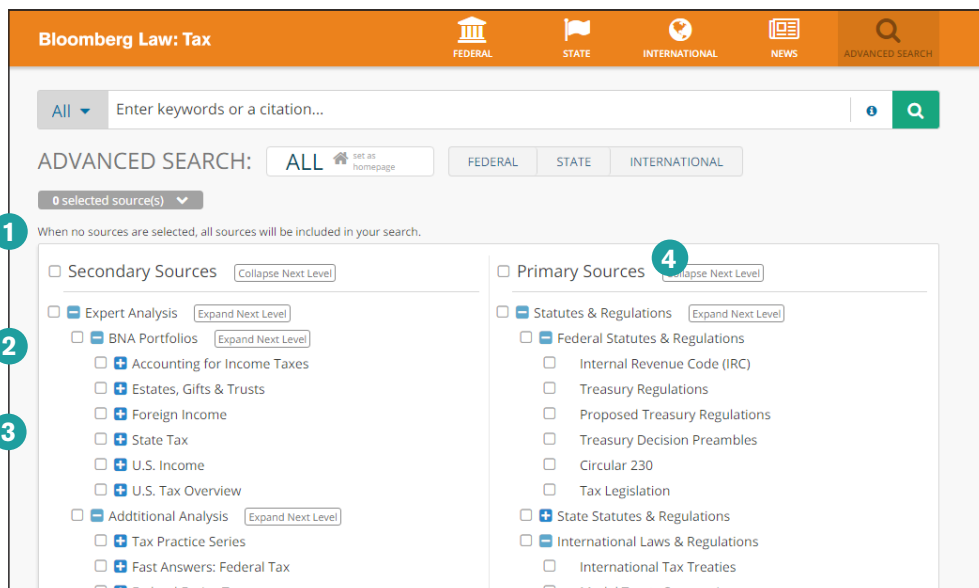 Bloomberg Law: Tax
FEDERAL STATE INTERNATIONAL NEWS ADVANCED SEARCH
All Enter keywords or a citation...
ADVANCED SEARCH: ALL set as homepage FEDERAL STATE INTERNATIONAL
0 selected source(s)
1
When no sources are selected, all sources will be included in your search.
Secondary Sources Collapse Next Level
Expert Analysis Expand Next Level
2
BNA Portfolios Expand Next Level
Accounting for Income Taxes
Estates, Gifts & Trusts
Foreign Income
3
State Tax
U.S. Income
U.S. Tax Overview
Addtitional Analysis Expand Next Level
Tax Practice Series
Fast Answers: Federal Tax
4
Primary Sources Next Level
Statutes & Regulations Expand Next Level
Federal Statutes & Regulations
Internal Revenue Code (IRC)
Treasury Regulations
Proposed Treasury Regulations
Treasury Decision Preambles
Circular 230
Tax Legislation
State Statutes & Regulations
International Laws & Regulations
International Tax Treaties